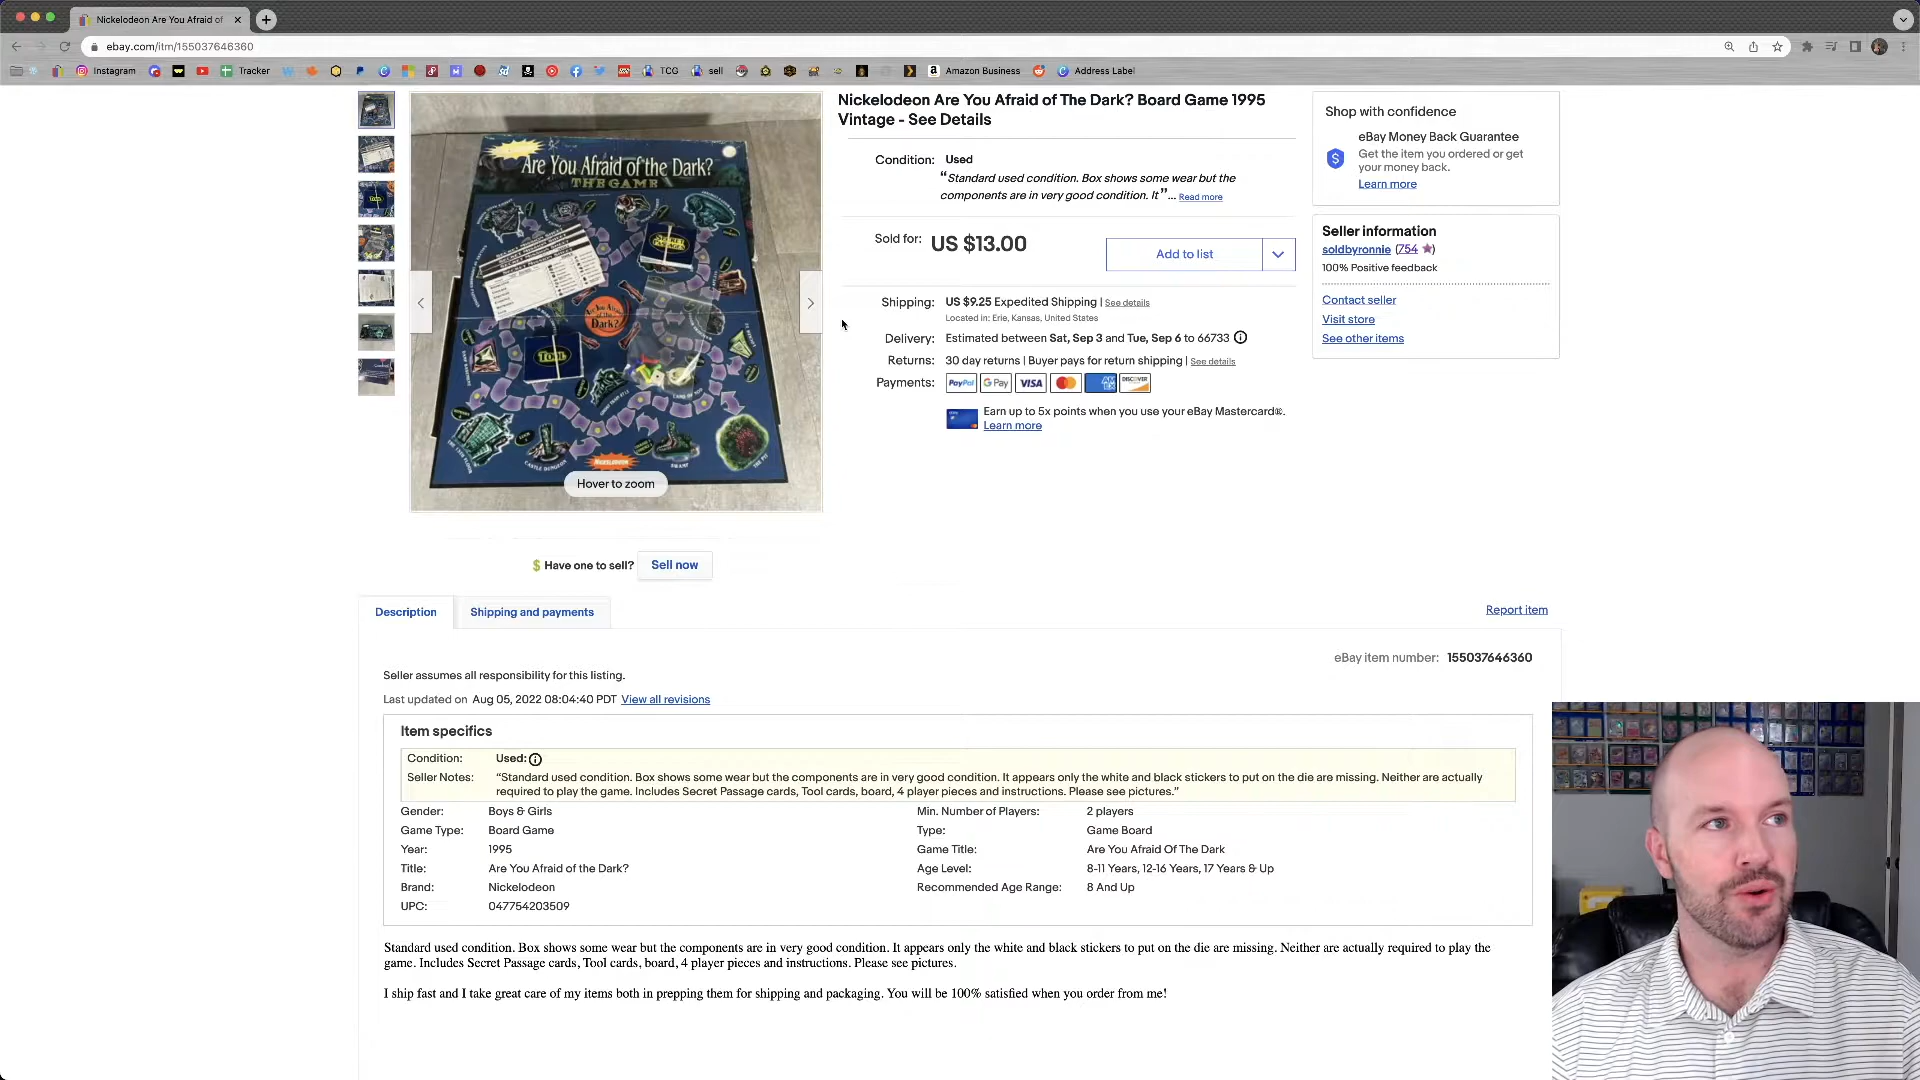 Nickelodeon Are You Afraid of
ebay.com/itm/155037646360
Instagram
Tracker
TCG
sell
Amazon Business
Address Label
Are You Afraid of the Dark?
THE GAME
Hover to zoom
Have one to sell?
Sell now
Nickelodeon Are You Afraid of The Dark? Board Game 1995
Vintage - See Details
Condition: Used
“Standard used condition. Box shows some wear but the
components are in very good condition. It” ... Read more
Sold for: US $13.00
Add to list
Shipping: US $9.25 Expedited Shipping | See details
Located in: Erie, Kansas, United States
Delivery: Estimated between Sat, Sep 3 and Tue, Sep 6 to 66733
Returns: 30 day returns | Buyer pays for return shipping | See details
Payments: PayPal G Pay VISA DISCOVER
Earn up to 5x points when you use your eBay Mastercard®.
Learn more
Shop with confidence
eBay Money Back Guarantee
Get the item you ordered or get
your money back.
Learn more
Seller information
soldbyronnie (754)
100% Positive feedback
Contact seller
Visit store
See other items
Description Shipping and payments
Report item
eBay item number: 155037646360
Seller assumes all responsibility for this listing.
Last updated on Aug 05, 2022 08:04:40 PDT View all revisions
Item specifics
Condition: Used:
Seller Notes: “Standard used condition. Box shows some wear but the components are in very good condition. It appears only the white and black stickers to put on the die are missing. Neither are actually
required to play the game. Includes Secret Passage cards, Tool cards, board, 4 player pieces and instructions. Please see pictures.”
Gender: Boys & Girls Min. Number of Players: 2 players
Game Type: Board Game Type: Game Board
Year: 1995 Game Title: Are You Afraid Of The Dark
Title: Are You Afraid of the Dark? Age Level: 8-11 Years, 12-16 Years, 17 Years & Up
Brand: Nickelodeon Recommended Age Range: 8 And Up
UPC: 047754203509
Standard used condition. Box shows some wear but the components are in very good condition. It appears only the white and black stickers to put on the die are missing. Neither are actually required to play the
game. Includes Secret Passage cards, Tool cards, board, 4 player pieces and instructions. Please see pictures.
I ship fast and I take great care of my items both in prepping them for shipping and packaging. You will be 100% satisfied when you order from me!